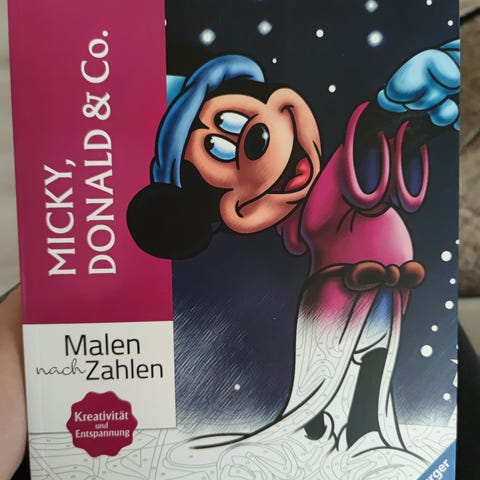 MICKY,
DONALD & Co.
Malen
nach Zahlen
Kreativität
und
Entspannung